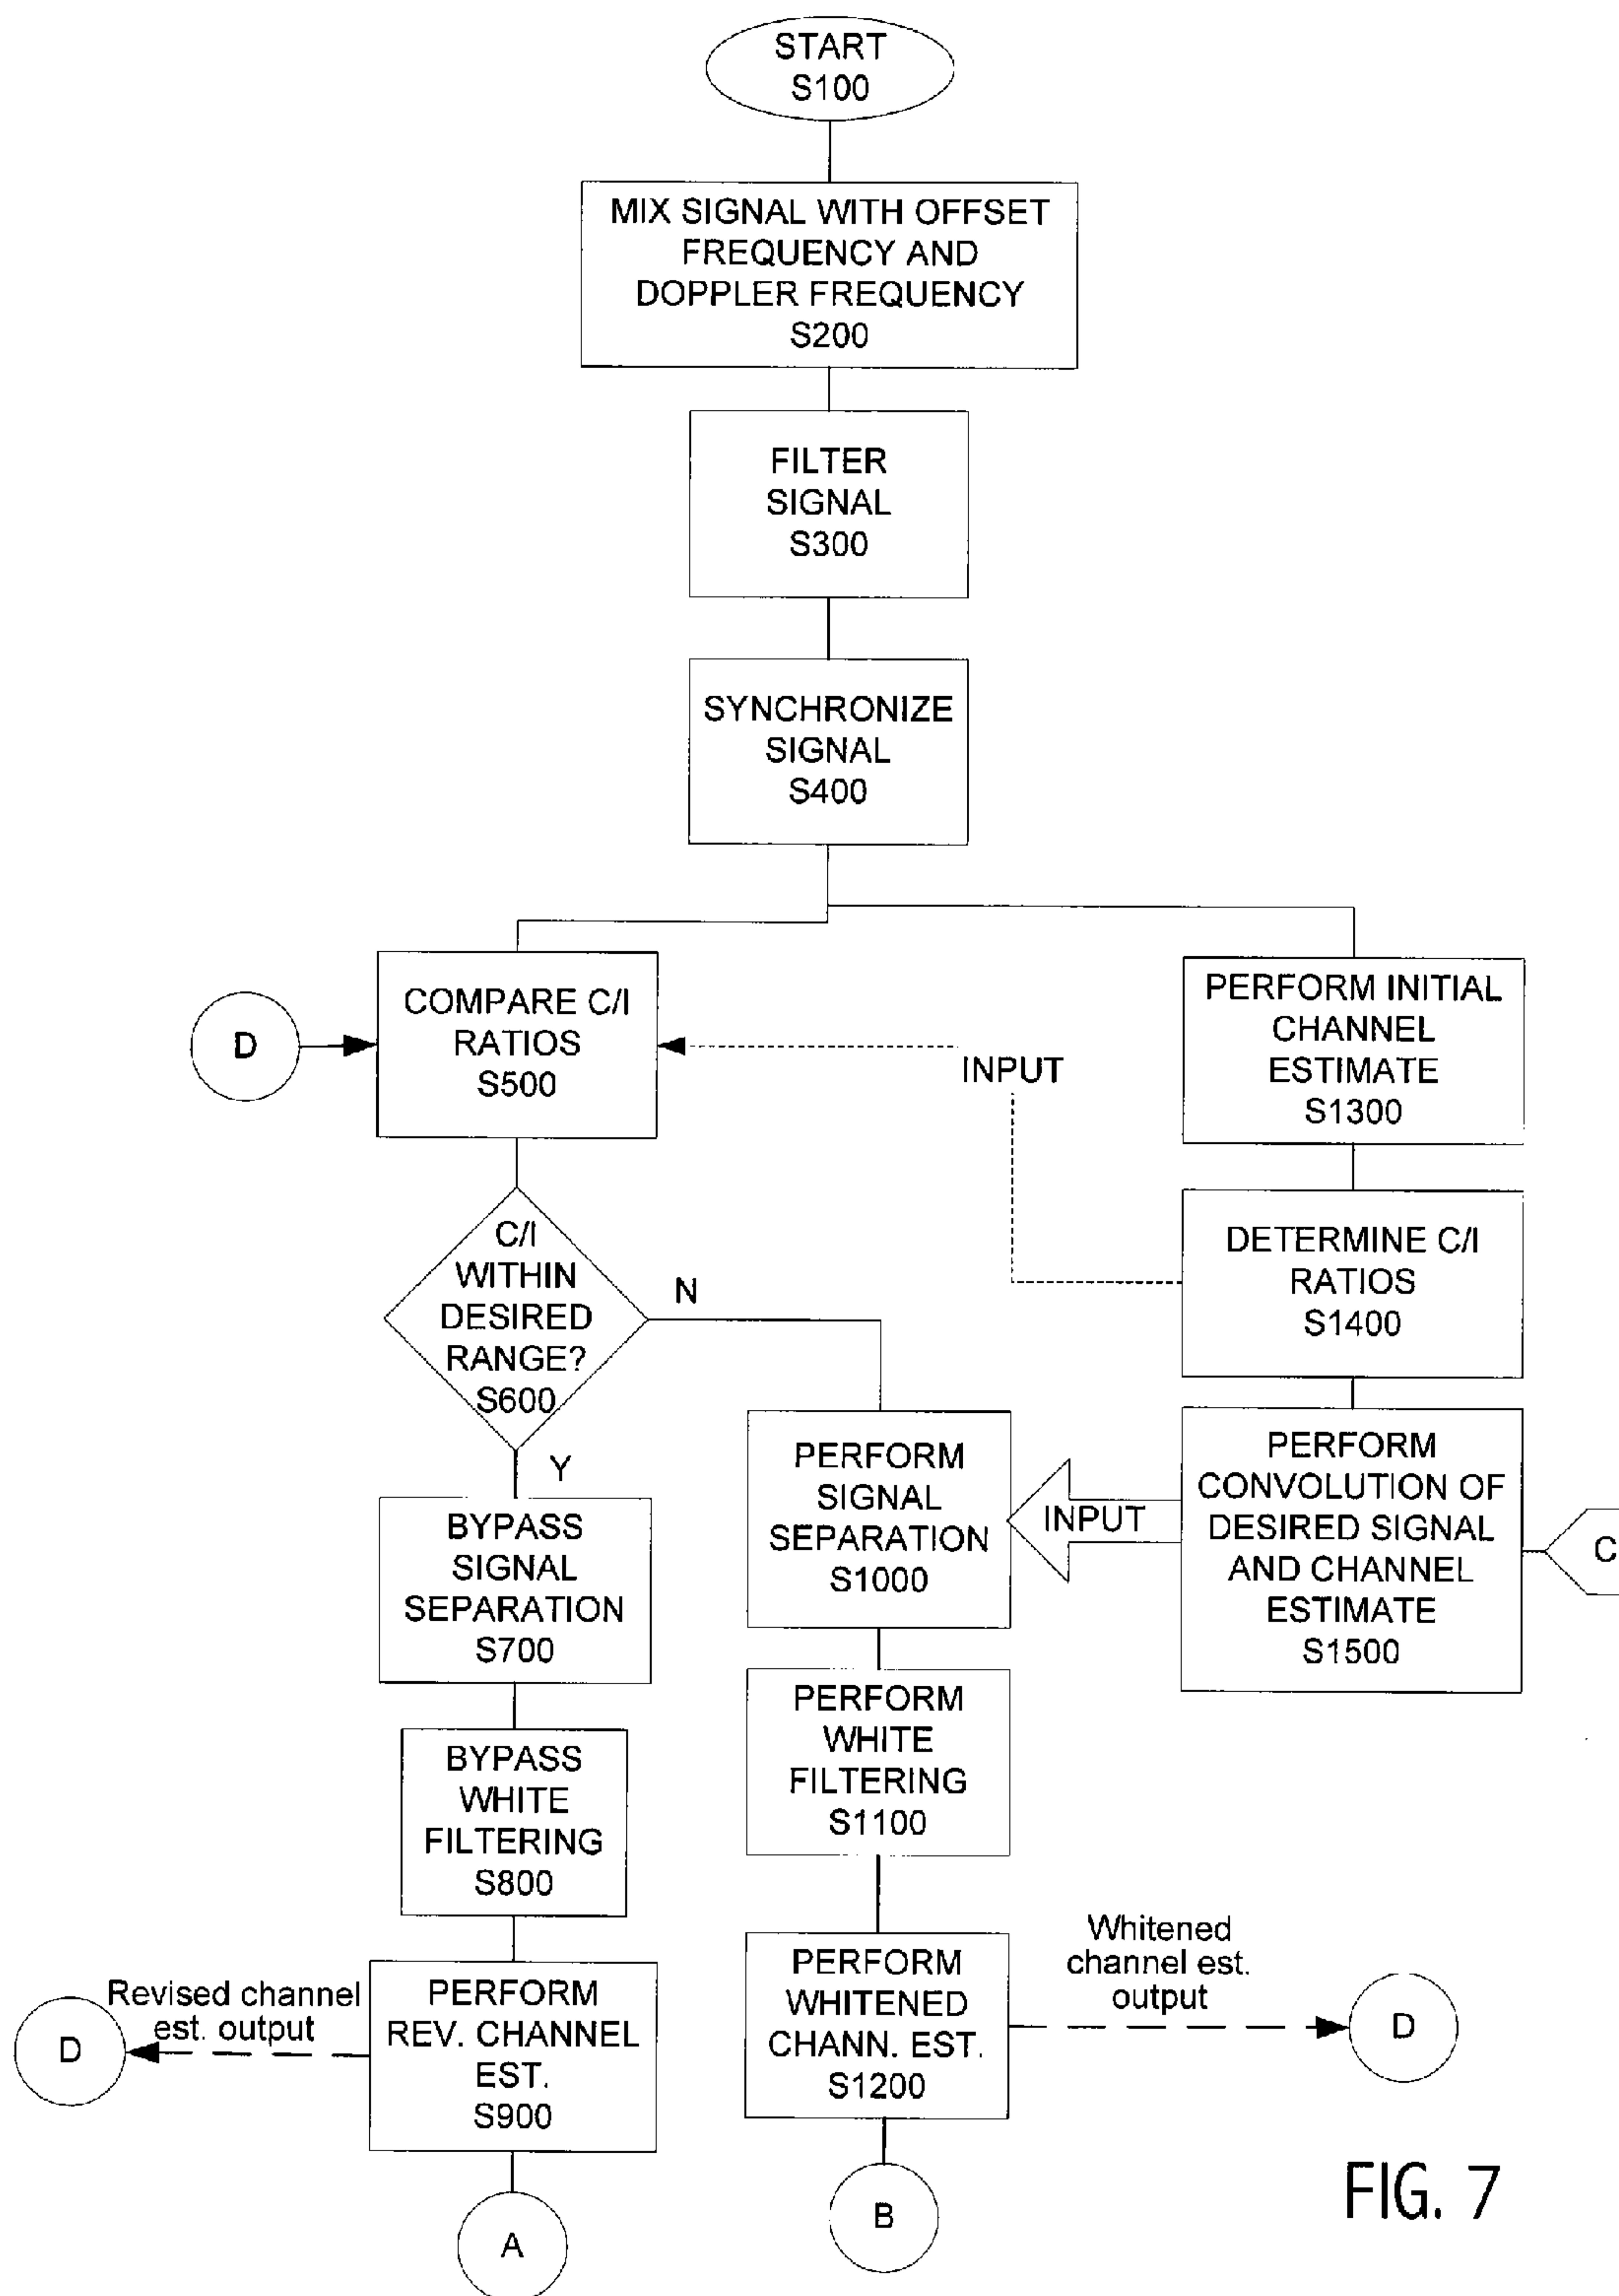 START
S100
MIX SIGNAL WITH OFFSET
FREQUENCY AND
DOPPLER FREQUENCY
S200
FILTER
SIGNAL
S300
SYNCHRONIZE
SIGNAL
S400
D
COMPARE C/I
RATIOS
S500
INPUT
PERFORM INITIAL
CHANNEL
ESTIMATE
S1300
C/I
WITHIN
DESIRED
RANGE?
S600
N
Y
DETERMINE C/I
RATIOS
S1400
BYPASS
SIGNAL
SEPARATION
S700
PERFORM
SIGNAL
SEPARATION
S1000
INPUT
PERFORM
CONVOLUTION OF
DESIRED SIGNAL
AND CHANNEL
ESTIMATE
S1500
C
BYPASS
WHITE
FILTERING
S800
PERFORM
WHITE
FILTERING
S1100
D
Revised channel
est. output
PERFORM
REV. CHANNEL
EST.
S900
PERFORM
WHITENED
CHANN. EST.
S1200
Whitened
channel est.
output
D
A
B
FIG. 7